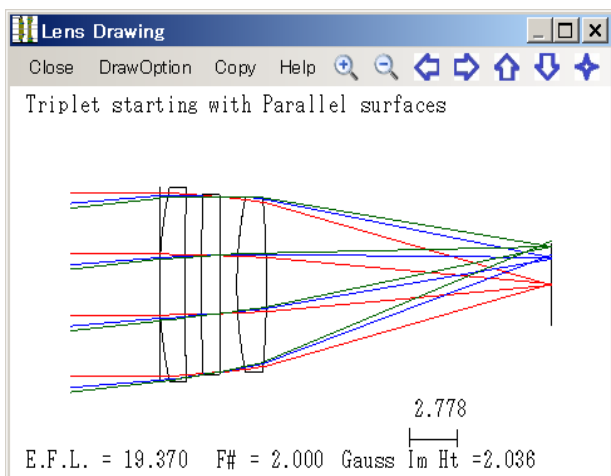 Lens Drawing
Close DrawOption Copy Help
Triplet starting with Parallel surfaces
2.778
E.F.L. = 19.370 F# = 2.000 Gauss Im Ht =2.036